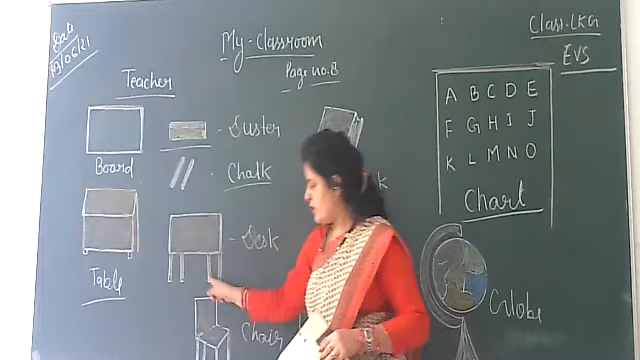 Date
19/06/21
My-Classroom
Class-LKG
EVS
Page no.8
Teacher
Board
- Duster
Chalk
Table
- Desk
Chair
k
A B C D E
F G H I J
K L M N O
Chart
Globe